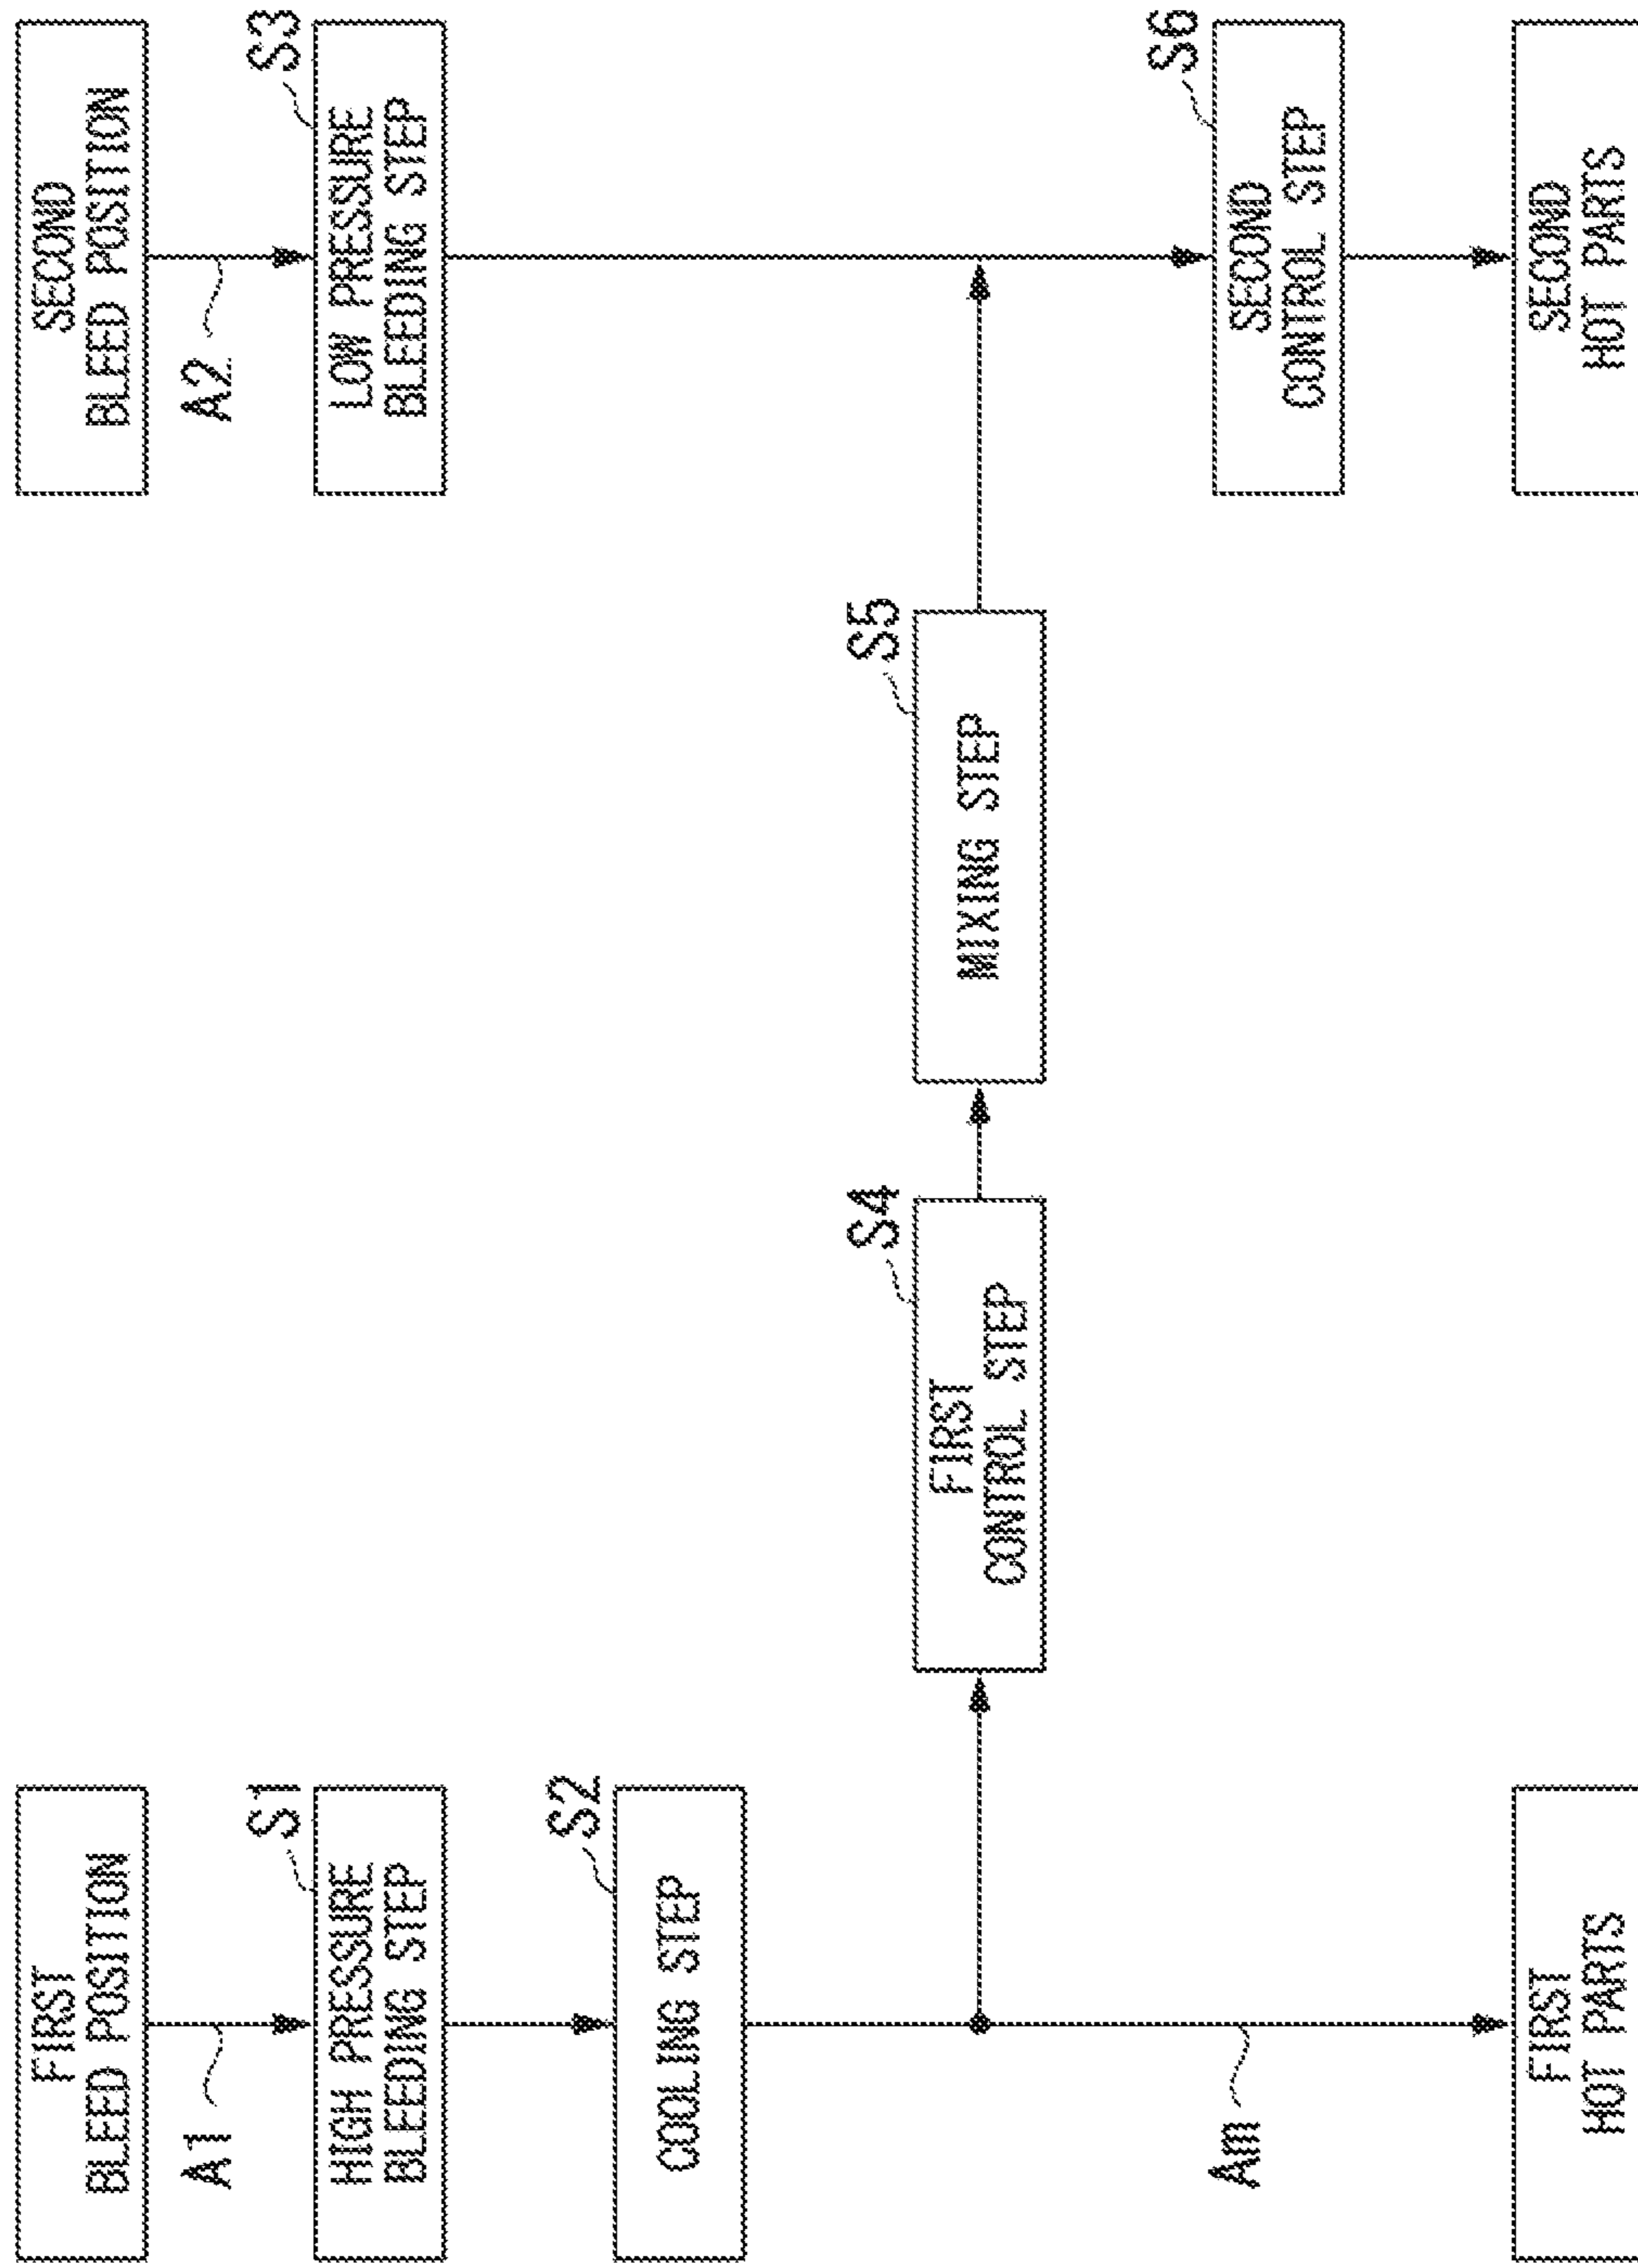 FIRST
BLEED POSITION
A1
HIGH PRESSURE
BLEEDING STEP
S1
COOLING STEP
S2
Am
FIRST
HOT PARTS
FIRST
CONTROL STEP
S4
MIXING STEP
S5
SECOND
BLEED POSITION
A2
LOW PRESSURE
BLEEDING STEP
S3
SECOND
CONTROL STEP
S6
SECOND
HOT PARTS